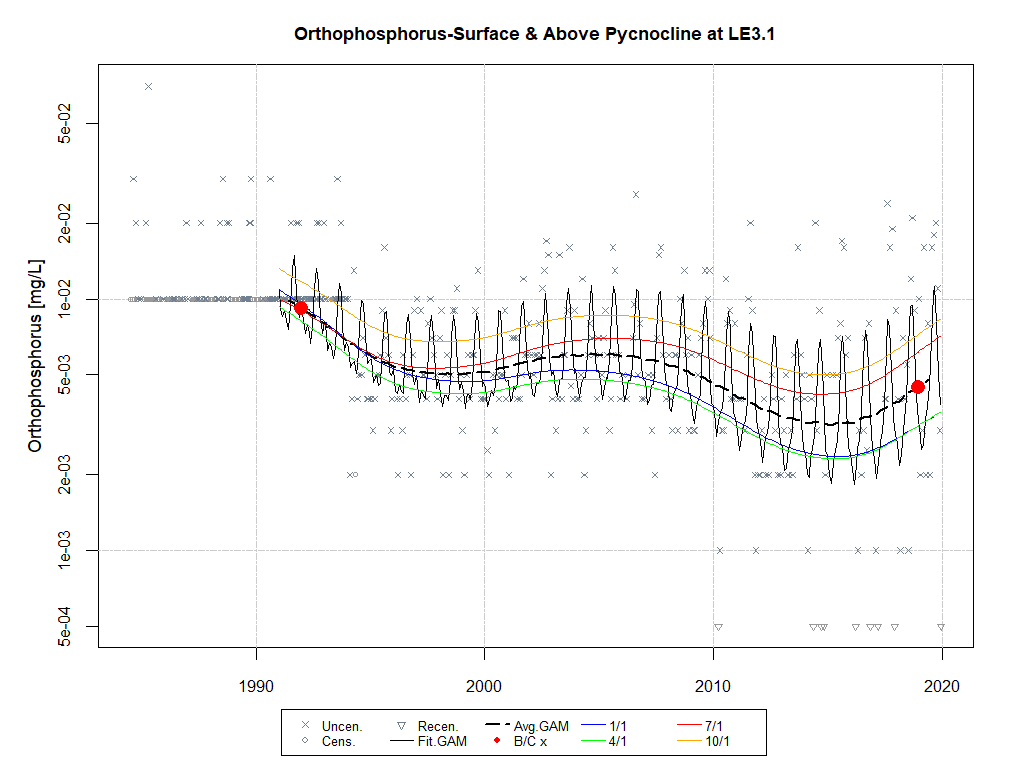 Orthophosphorus-Surface & Above Pycnocline at LE3.1
Orthophosphorus [mg/L]
5e-02
2e-02
1e-02
5e-03
2e-03
1e-03
5e-04
1990 2000 2010 2020
Uncen. Recen. Avg.GAM 1/1 7/1
Cens. Fit.GAM B/C x 4/1 10/1